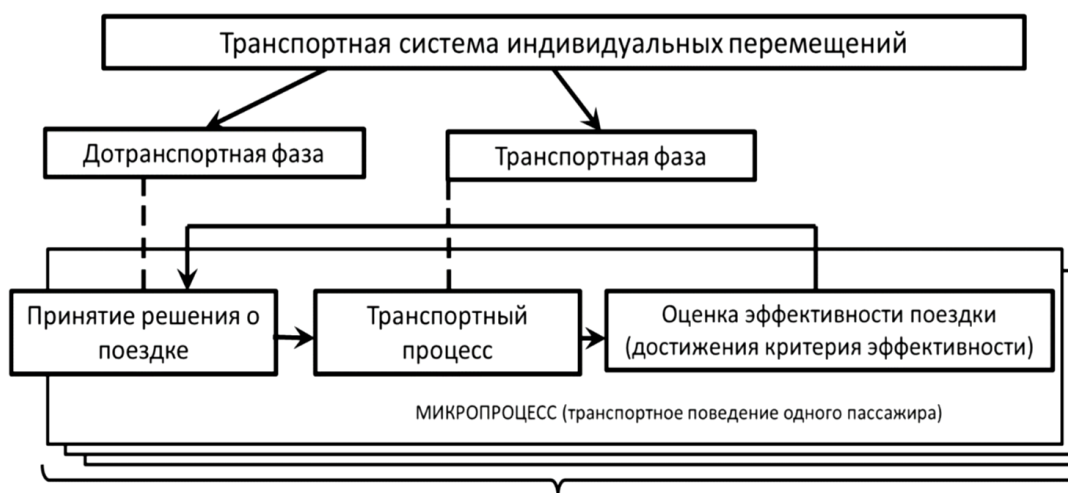 Транспортная система индивидуальных перемещений
Дотранспортная фаза
Транспортная фаза
Принятие решения о
поездке
Транспортный
процесс
Оценка эффективности поездки
(достижения критерия эффективности)
МИКРОПРОЦЕСС (транспортное поведение одного пассажира)